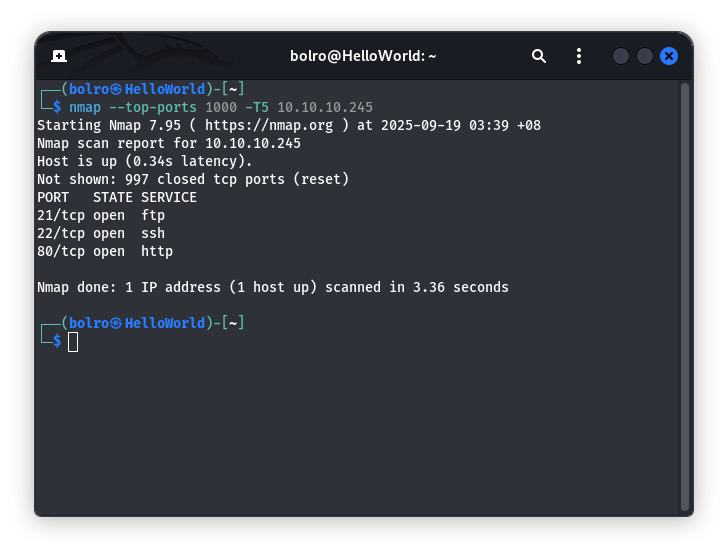 bolro@HelloWorld: ~
┌──(bolro㉿HelloWorld)-[~]
└─$ nmap --top-ports 1000 -T5 10.10.10.245
Starting Nmap 7.95 ( https://nmap.org ) at 2025-09-19 03:39 +08
Nmap scan report for 10.10.10.245
Host is up (0.34s latency).
Not shown: 997 closed tcp ports (reset)
PORT   STATE SERVICE
21/tcp open  ftp
22/tcp open  ssh
80/tcp open  http
Nmap done: 1 IP address (1 host up) scanned in 3.36 seconds
┌──(bolro㉿HelloWorld)-[~]
└─$